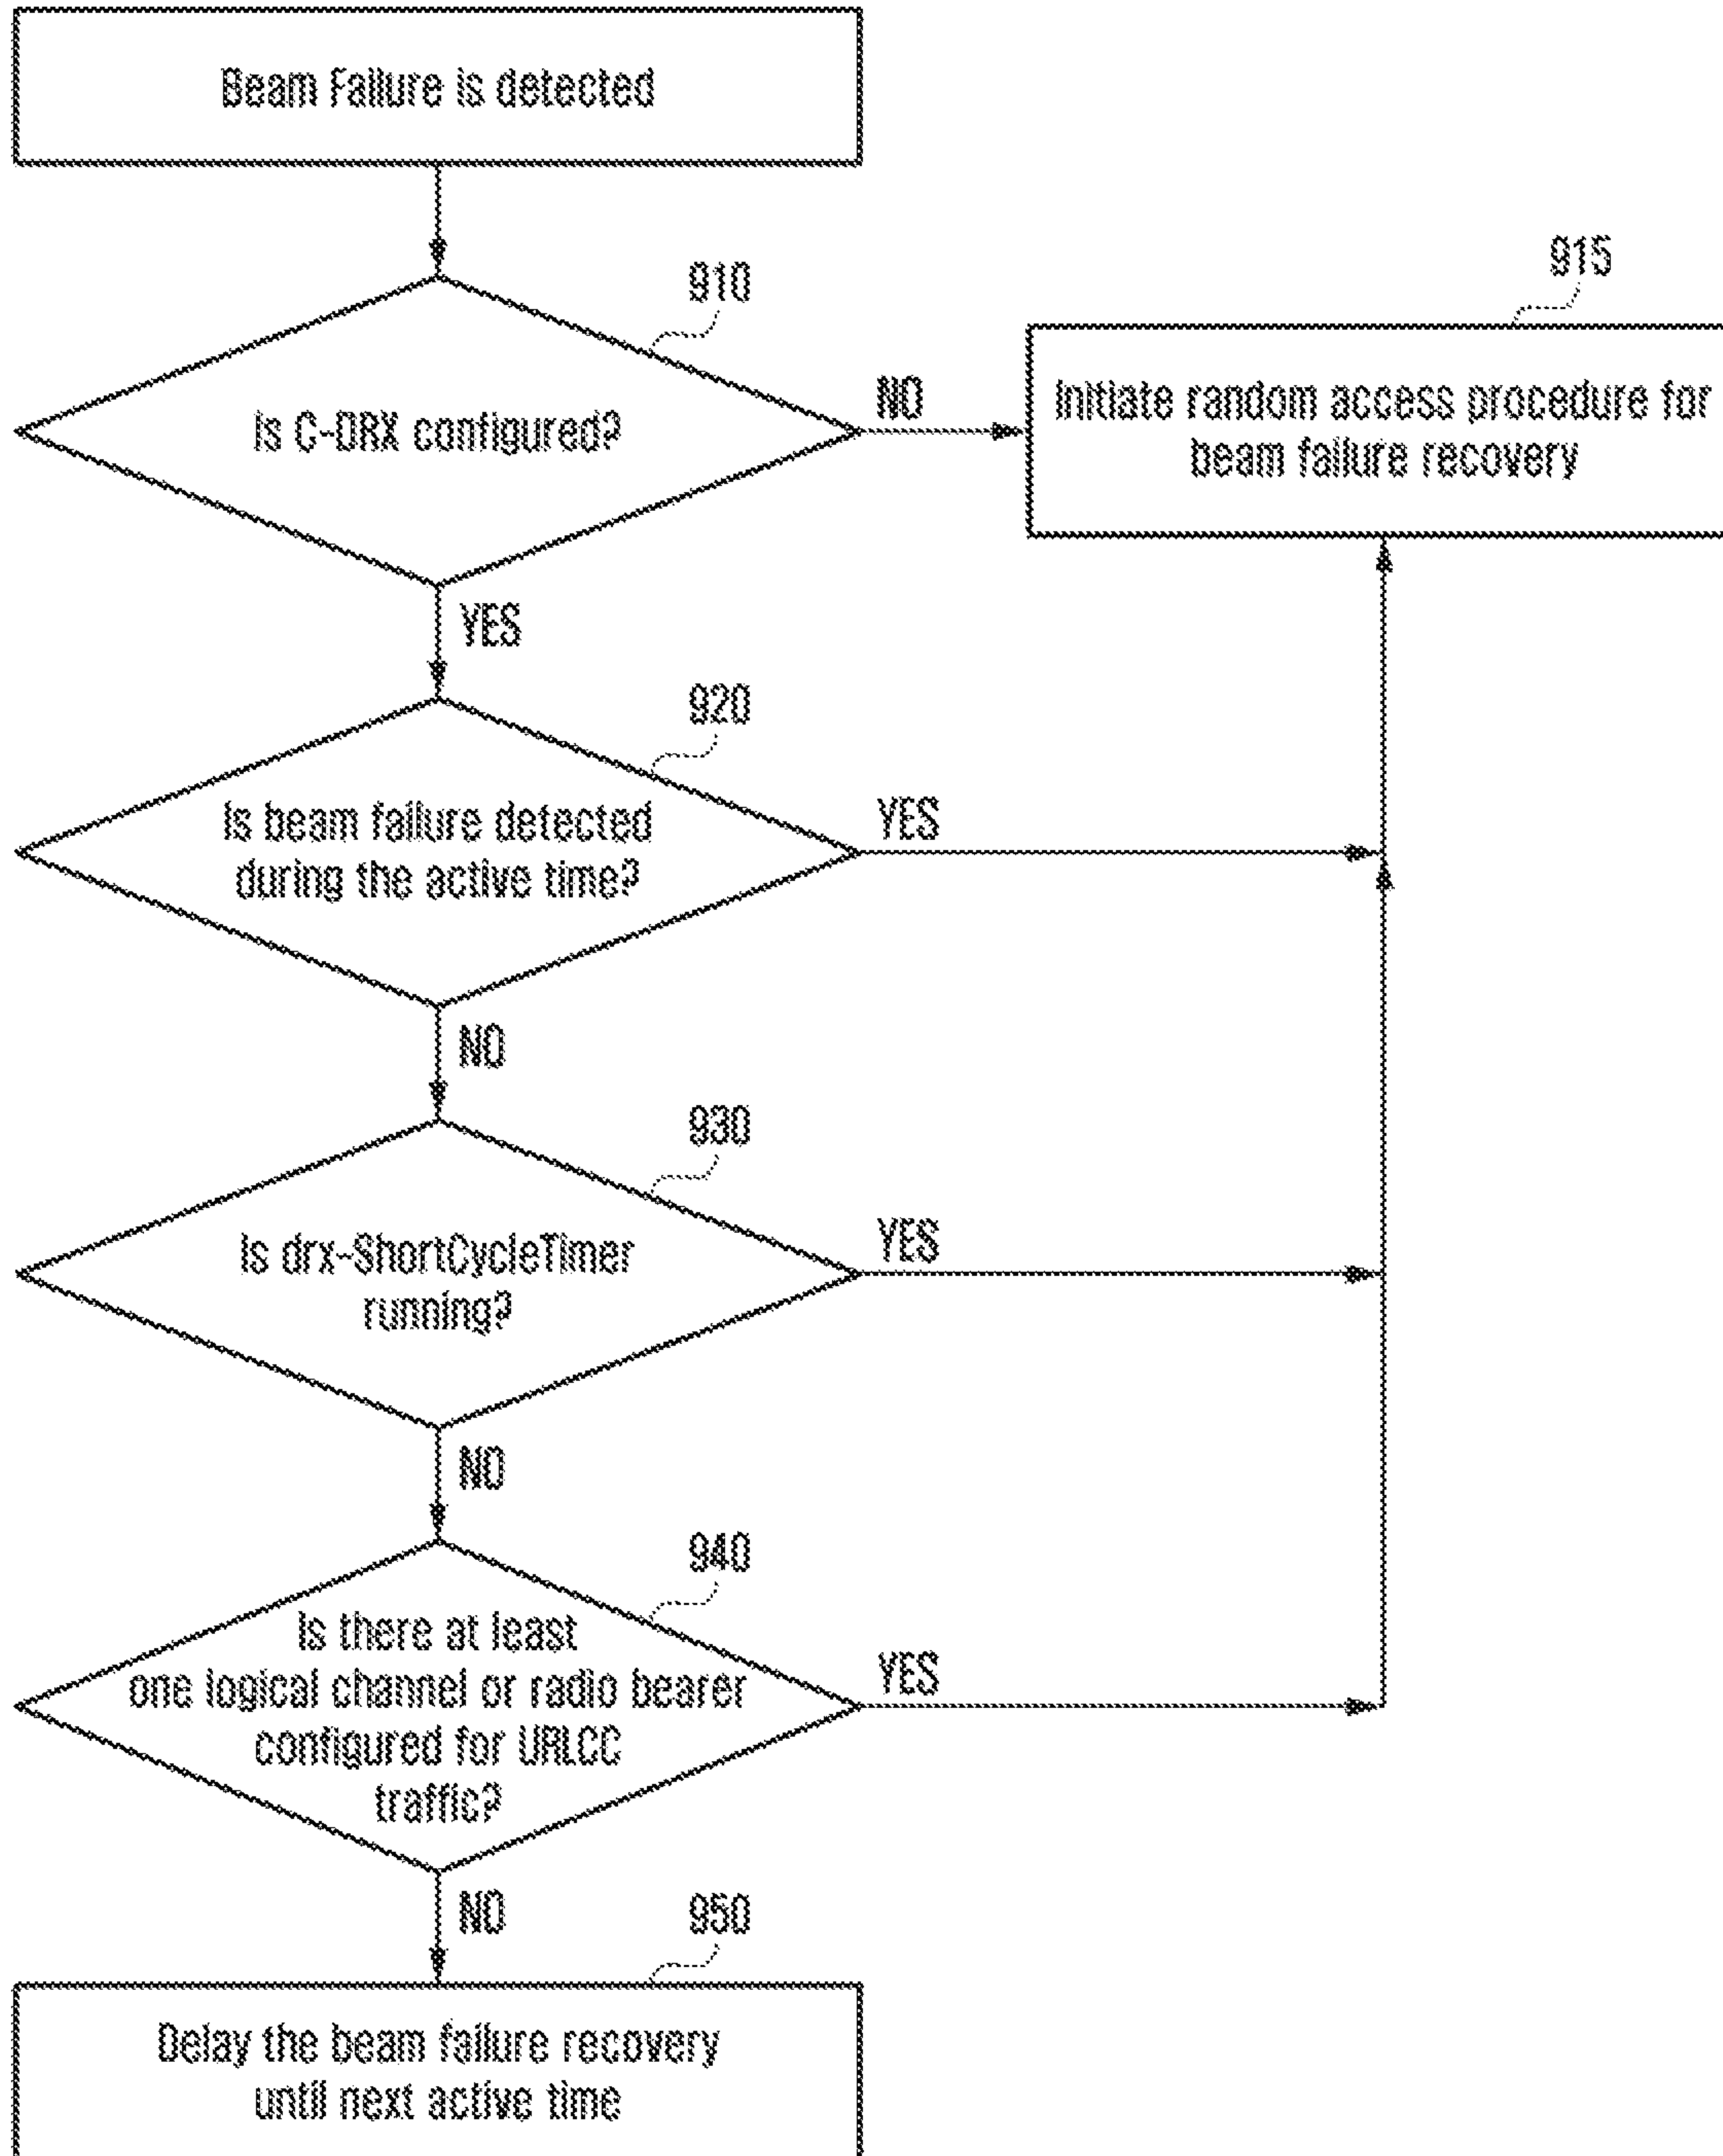 Beam Failure is detected
910
Is C-DRX configured?
NO
915
Initiate random access procedure for
beam failure recovery
YES
920
Is beam failure detected
during the active time?
YES
NO
930
Is drx-ShortCycleTimer
running?
YES
NO
940
Is there at least
one logical channel or radio bearer
configured for URLCC
traffic?
YES
NO
950
Delay the beam failure recovery
until next active time